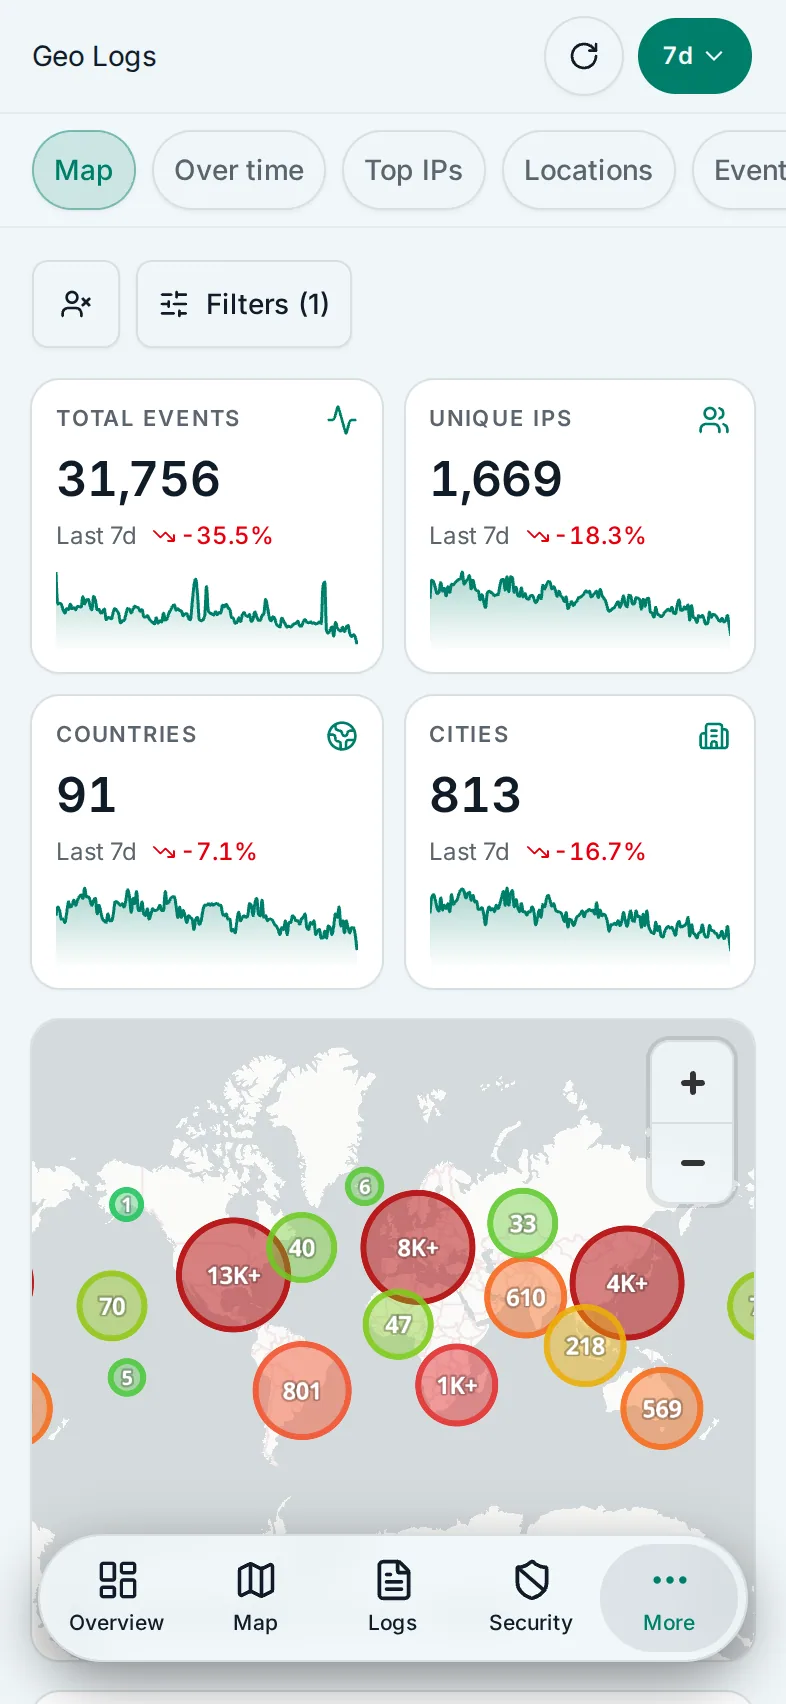 Geo Logs
7d
Map
Over time
Top IPs
Locations
Event
Filters (1)
TOTAL EVENTS
31,756
Last 7d -35.5%
UNIQUE IPS
1,669
Last 7d -18.3%
COUNTRIES
91
Last 7d -7.1%
CITIES
813
Last 7d -16.7%
+
−
1
6
33
40
8K+
13K+
4K+
610
70
47
218
5
801
1K+
569
Overview
Map
Logs
Security
More